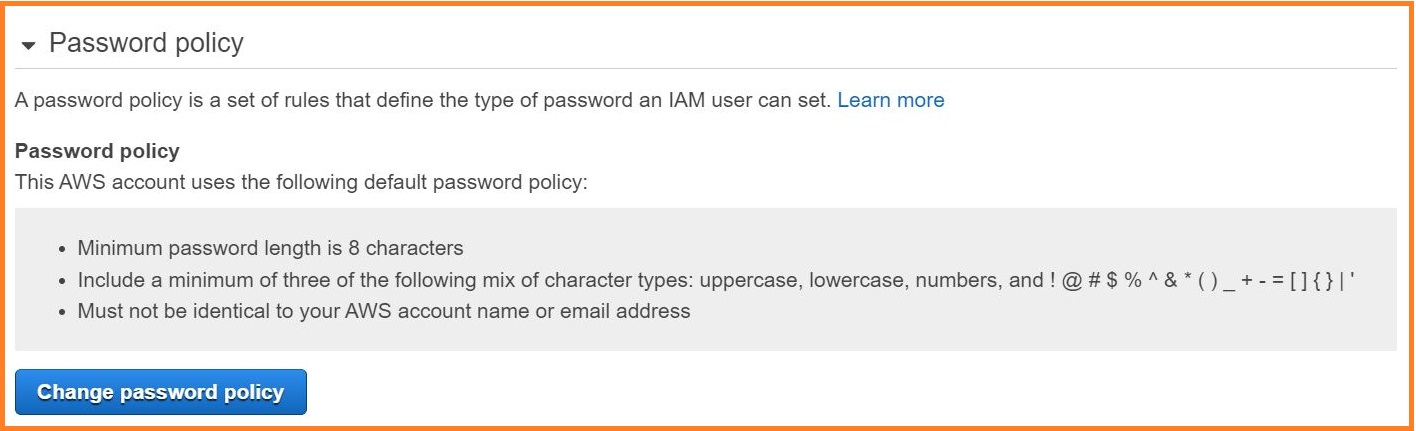 Password policy
A password policy is a set of rules that define the type of password an IAM user can set. Learn more
Password policy
This AWS account uses the following default password policy:
• Minimum password length is 8 characters
• Include a minimum of three of the following mix of character types: uppercase, lowercase, numbers, and ! @ # $ % ^ & * ( ) _ + - = [ ] { } | '
• Must not be identical to your AWS account name or email address
Change password policy